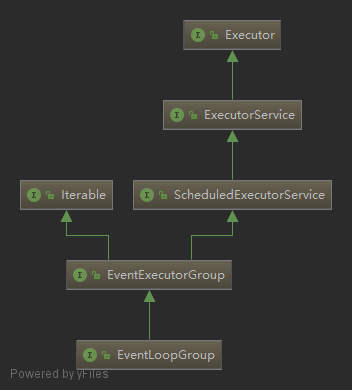 Executor
ExecutorService
Iterable
ScheduledExecutorService
EventExecutorGroup
EventLoopGroup
Powered by yFiles